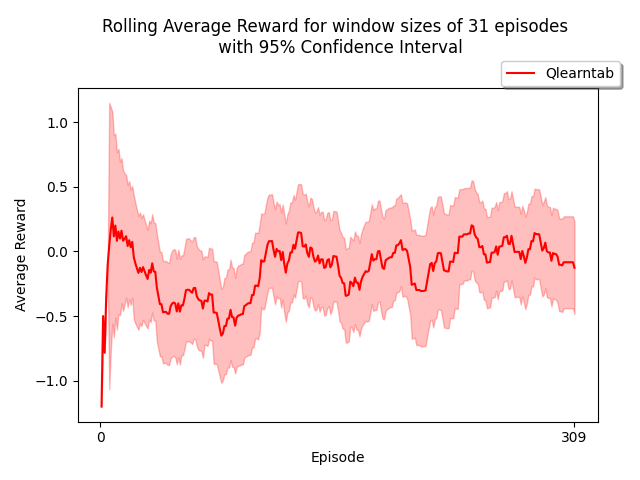 Rolling Average Reward for window sizes of 31 episodes
with 95% Confidence Interval
Qlearntab
1.0
0.5
0.0
−0.5
−1.0
Average Reward
0
309
Episode